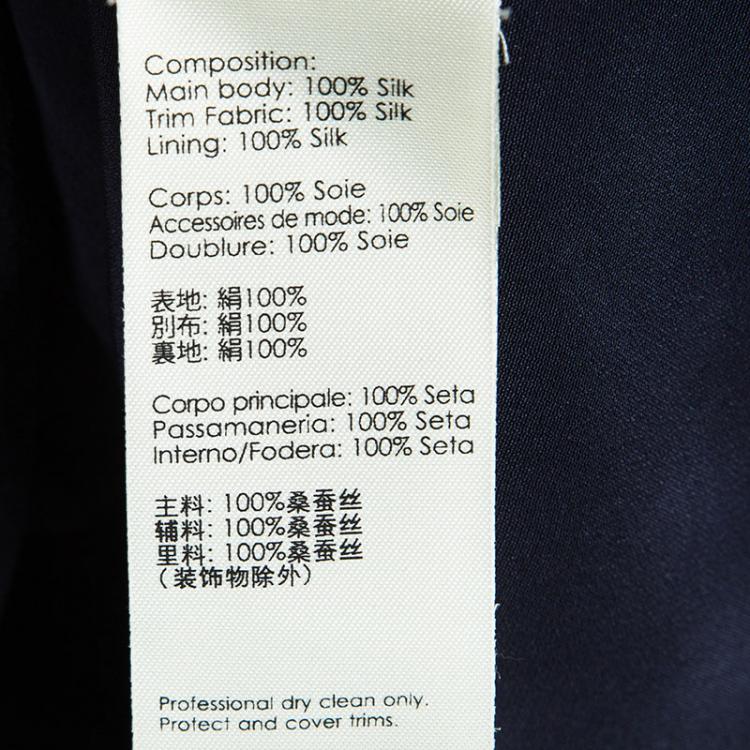 Composition:
Main body: 100% Silk
Trim Fabric: 100% Silk
Lining: 100% Silk
Corps: 100% Soie
Accessoires de mode: 100% Soie
Doublure: 100% Soie
表地: 絹100%
別布: 絹100%
裏地: 絹100%
Corpo principale: 100% Seta
Passamaneria: 100% Seta
Interno/Fodera: 100% Seta
主料: 100%桑蚕丝
辅料: 100%桑蚕丝
里料: 100%桑蚕丝
(装饰物除外)
Professional dry clean only.
Protect and cover trims.